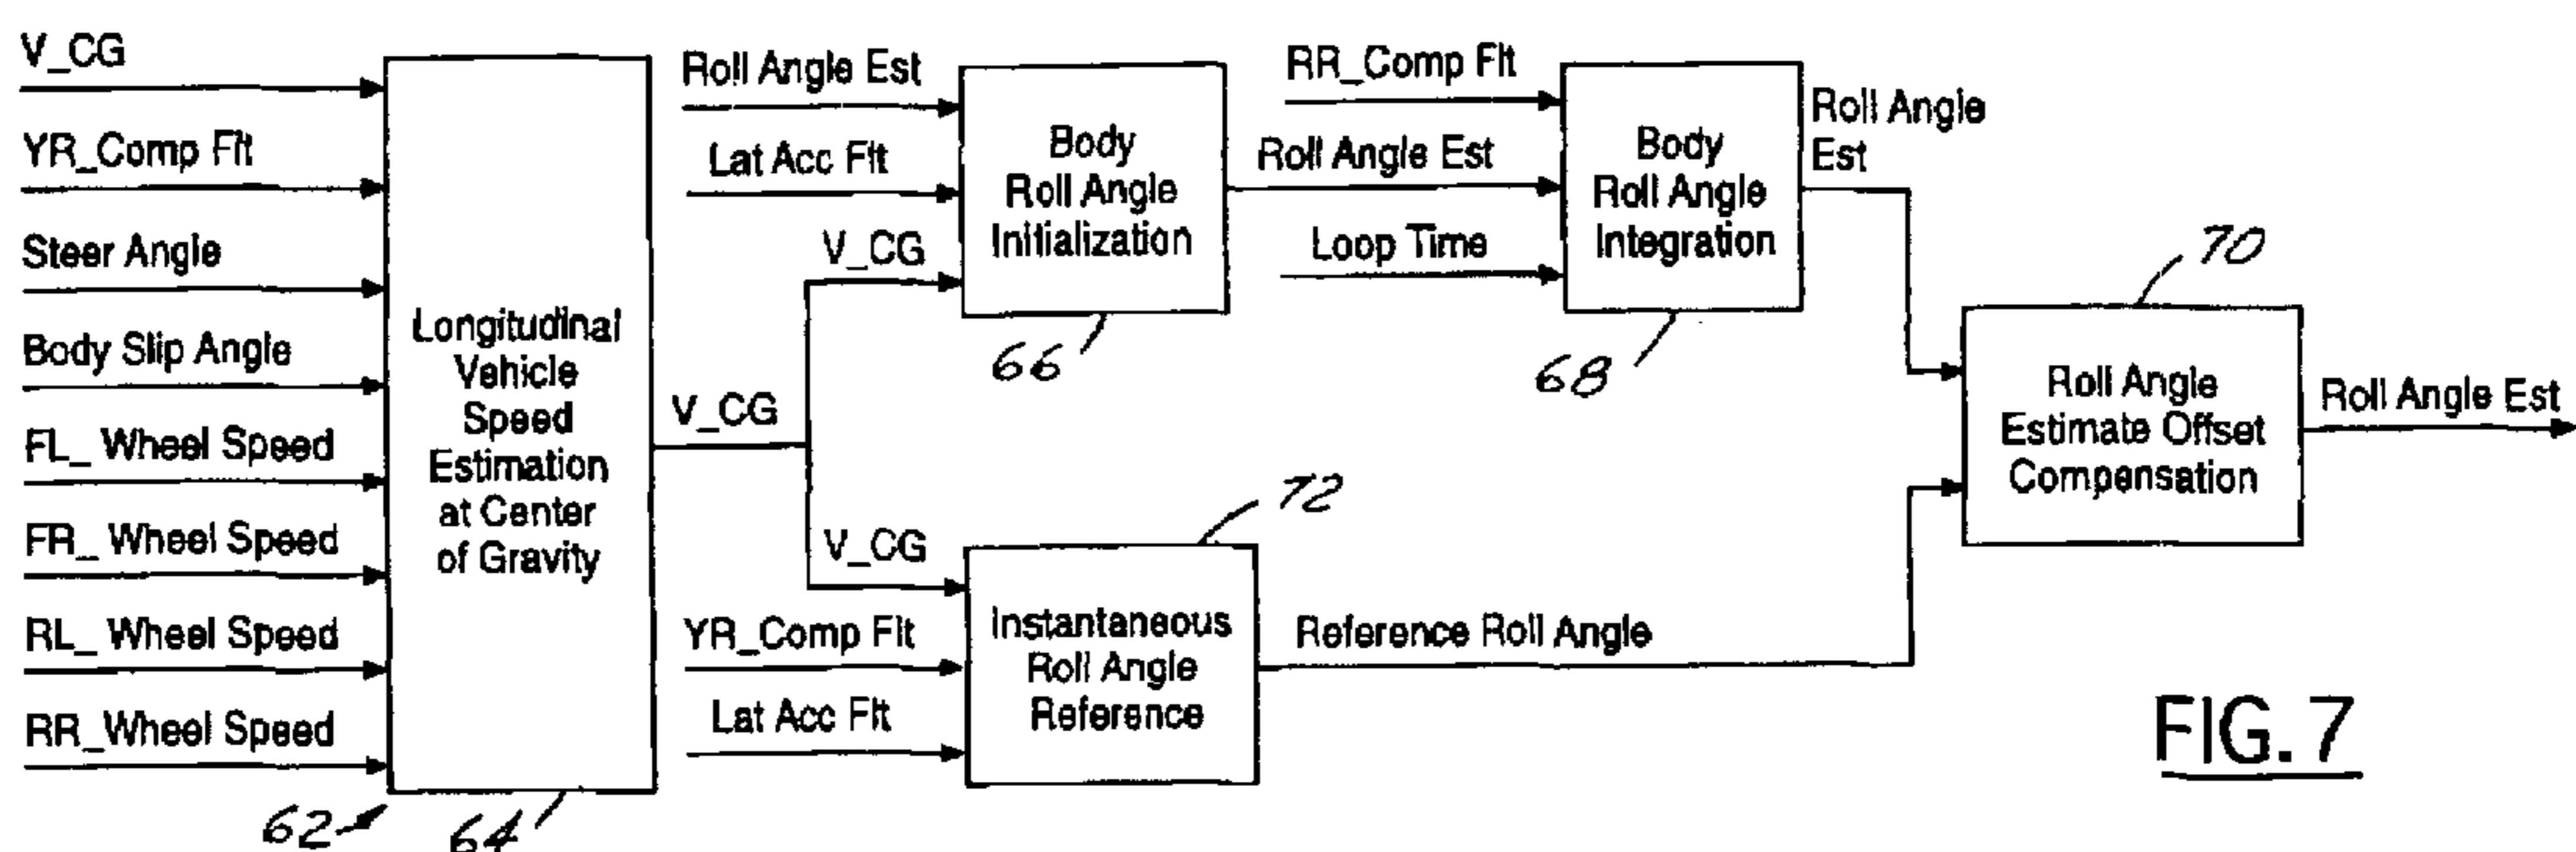 V_CG
YR_Comp Flt
Steer Angle
Body Slip Angle
FL_ Wheel Speed
FR_ Wheel Speed
RL_ Wheel Speed
RR_Wheel Speed
62
Longitudinal
Vehicle
Speed
Estimation
at Center
of Gravity
64
V_CG
Roll Angle Est
Lat Acc Flt
V_CG
Body
Roll Angle
Initialization
66
RR_Comp Flt
Roll Angle Est
Loop Time
Body
Roll Angle
Integration
68
Roll Angle
Est
V_CG
YR_Comp Flt
Lat Acc Flt
Instantaneous
Roll Angle
Reference
72
Reference Roll Angle
70
Roll Angle
Estimate Offset
Compensation
Roll Angle Est
FIG. 7